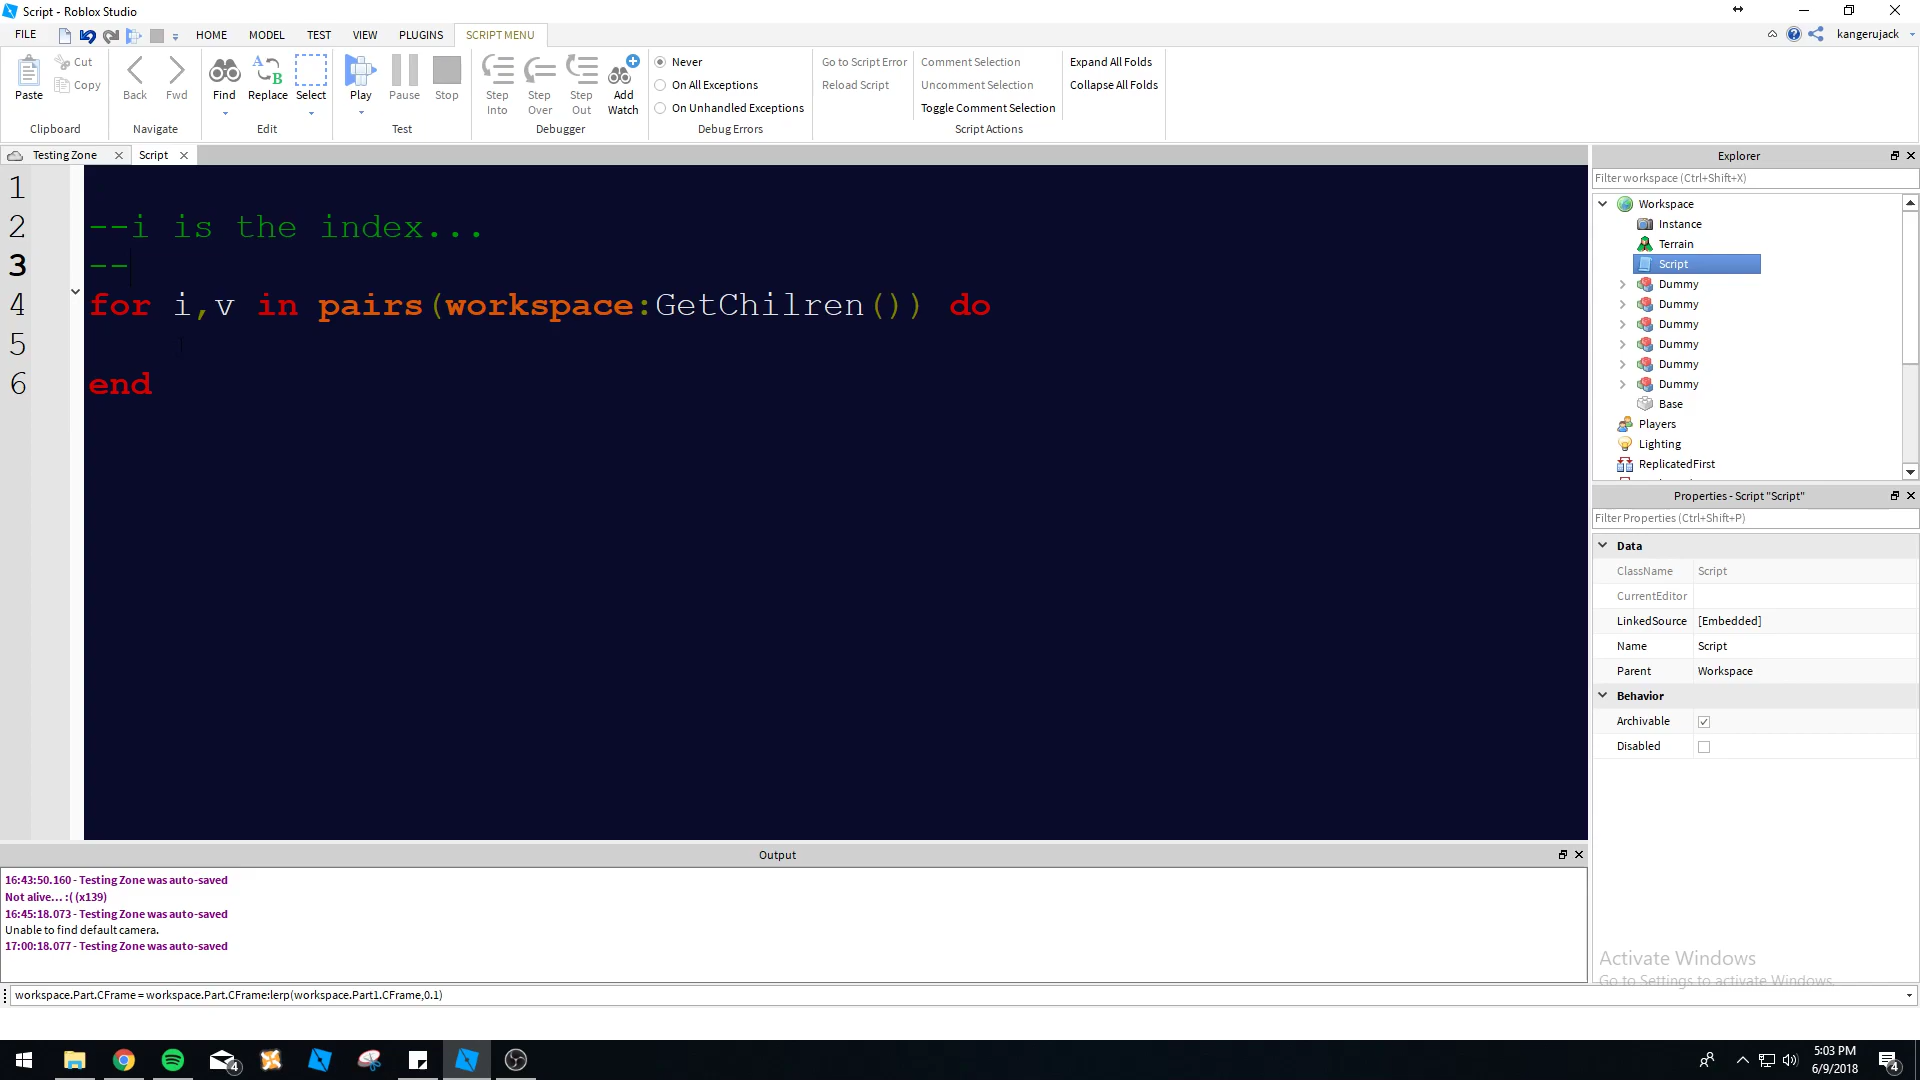 Script - Roblox Studio
FILE HOME MODEL TEST VIEW PLUGINS SCRIPT MENU kangerujack
Cut Never Go to Script Error Comment Selection Expand All Folds
Copy On All Exceptions Reload Script Uncomment Selection Collapse All Folds
Paste Back Fwd Find Replace Select Play Pause Stop Step Into Step Over Step Out Add Watch
On Unhandled Exceptions Toggle Comment Selection
Clipboard Navigate Edit Test Debugger Debug Errors Script Actions
Testing Zone Script
1
2 --i is the index...
3 --
4 for i,v in pairs(workspace:GetChilren()) do
5
6 end
Explorer
Filter workspace (Ctrl+Shift+X)
Workspace
Instance
Terrain
Script
Dummy
Dummy
Dummy
Dummy
Dummy
Dummy
Base
Players
Lighting
ReplicatedFirst
Properties - Script "Script"
Filter Properties (Ctrl+Shift+P)
Data
ClassName Script
CurrentEditor
LinkedSource [Embedded]
Name Script
Parent Workspace
Behavior
Archivable
Disabled
Output
16:43:50.160 - Testing Zone was auto-saved
Not alive... :( (x139)
16:45:18.073 - Testing Zone was auto-saved
Unable to find default camera.
17:00:18.077 - Testing Zone was auto-saved
Activate Windows
Go to Settings to activate Windows.
workspace.Part.CFrame = workspace.Part.CFrame:lerp(workspace.Part1.CFrame,0.1)
4
5:03 PM
6/9/2018
4